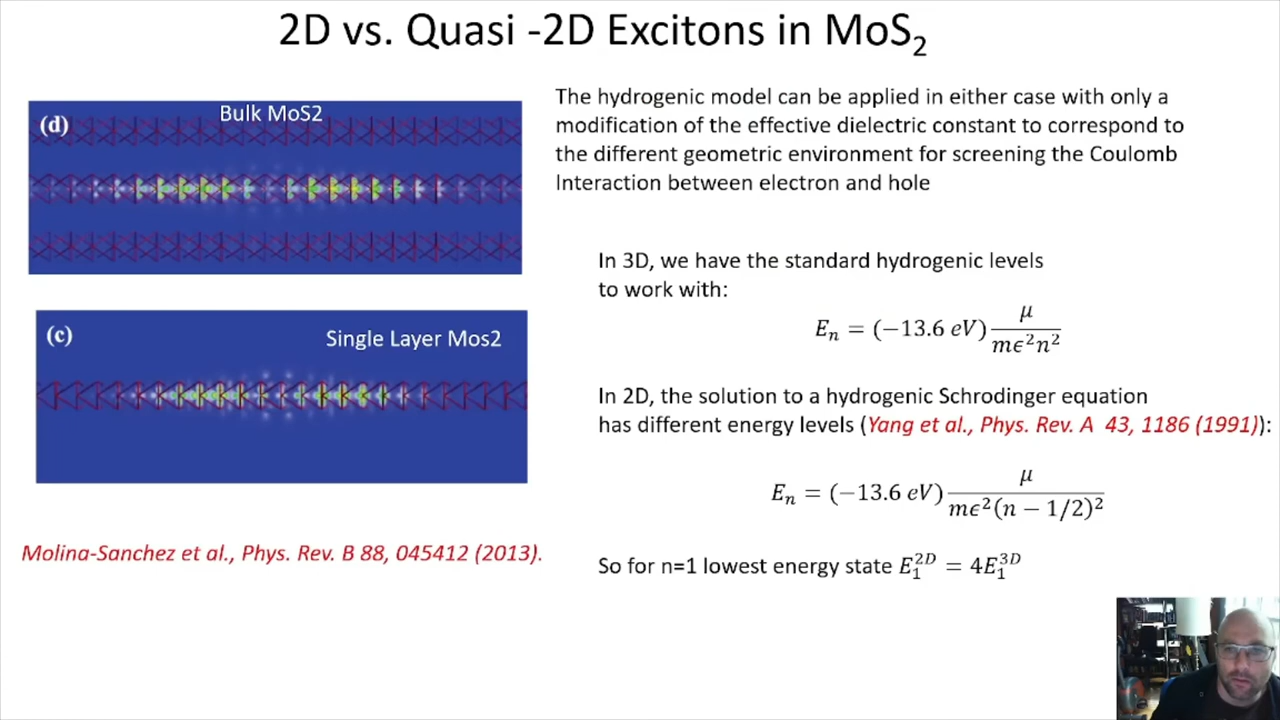 2D vs. Quasi -2D Excitons in MoS₂
(d)
Bulk MoS2
(c)
Single Layer Mos2
Molina-Sanchez et al., Phys. Rev. B 88, 045412 (2013).
The hydrogenic model can be applied in either case with only a
modification of the effective dielectric constant to correspond to
the different geometric environment for screening the Coulomb
Interaction between electron and hole
In 3D, we have the standard hydrogenic levels
to work with:
Eₙ = (−13.6 eV) μ / mϵ²n²
In 2D, the solution to a hydrogenic Schrodinger equation
has different energy levels (Yang et al., Phys. Rev. A 43, 1186 (1991)):
Eₙ = (−13.6 eV) μ / mϵ²(n − 1/2)²
So for n=1 lowest energy state E₁²ᴰ = 4E₁³ᴰ